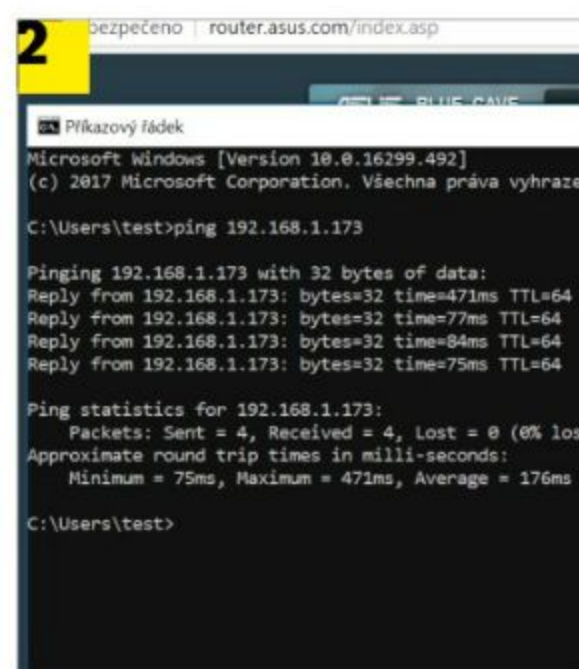 2
bezpečeno | router.asus.com/index.asp
BLUE CAVE
Příkazový řádek
Microsoft Windows [Version 10.0.16299.492]
(c) 2017 Microsoft Corporation. Všechna práva vyhraze
C:\Users\test>ping 192.168.1.173
Pinging 192.168.1.173 with 32 bytes of data:
Reply from 192.168.1.173: bytes=32 time=471ms TTL=64
Reply from 192.168.1.173: bytes=32 time=77ms TTL=64
Reply from 192.168.1.173: bytes=32 time=84ms TTL=64
Reply from 192.168.1.173: bytes=32 time=75ms TTL=64
Ping statistics for 192.168.1.173:
Packets: Sent = 4, Received = 4, Lost = 0 (0% los
Approximate round trip times in milli-seconds:
Minimum = 75ms, Maximum = 471ms, Average = 176ms
C:\Users\test>